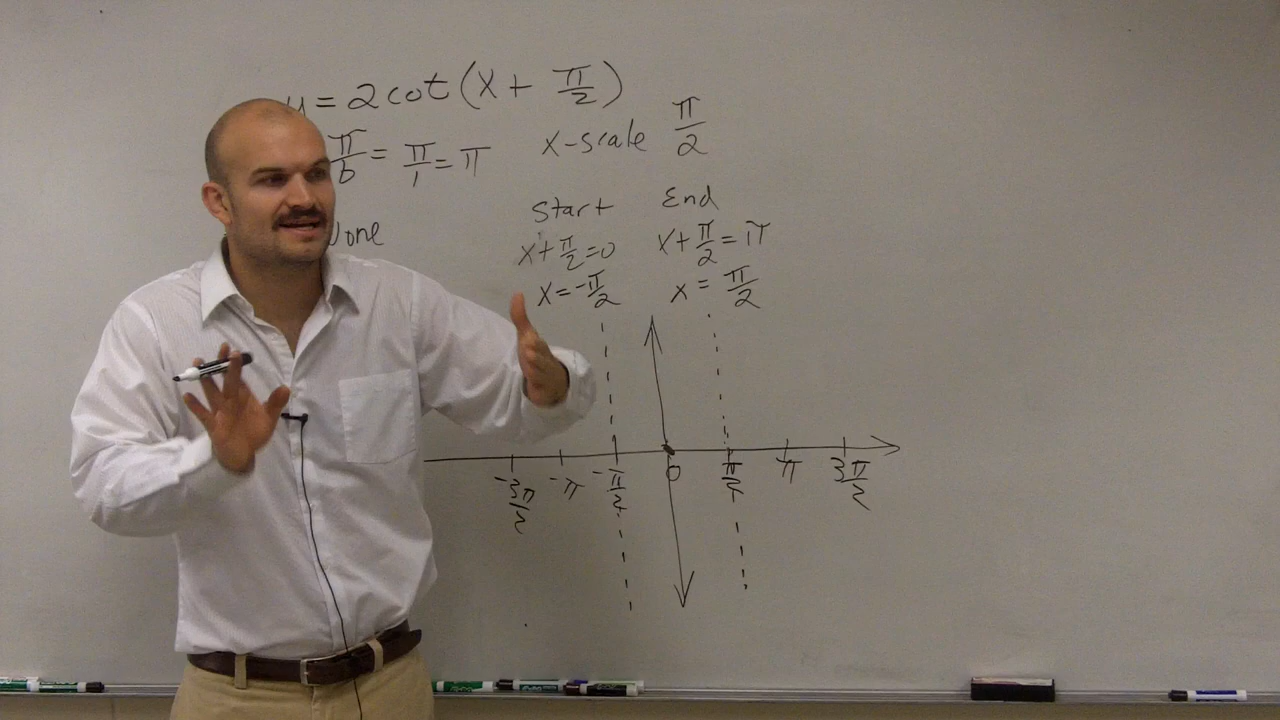 y = 2cot(x + π/2)
π/b = π/1 = π
x-scale π/2
None
Start End
x + π/2 = 0 x + π/2 = π
x = -π/2 x = π/2
-3π/2 -π -π/2 0 π/2 π 3π/2